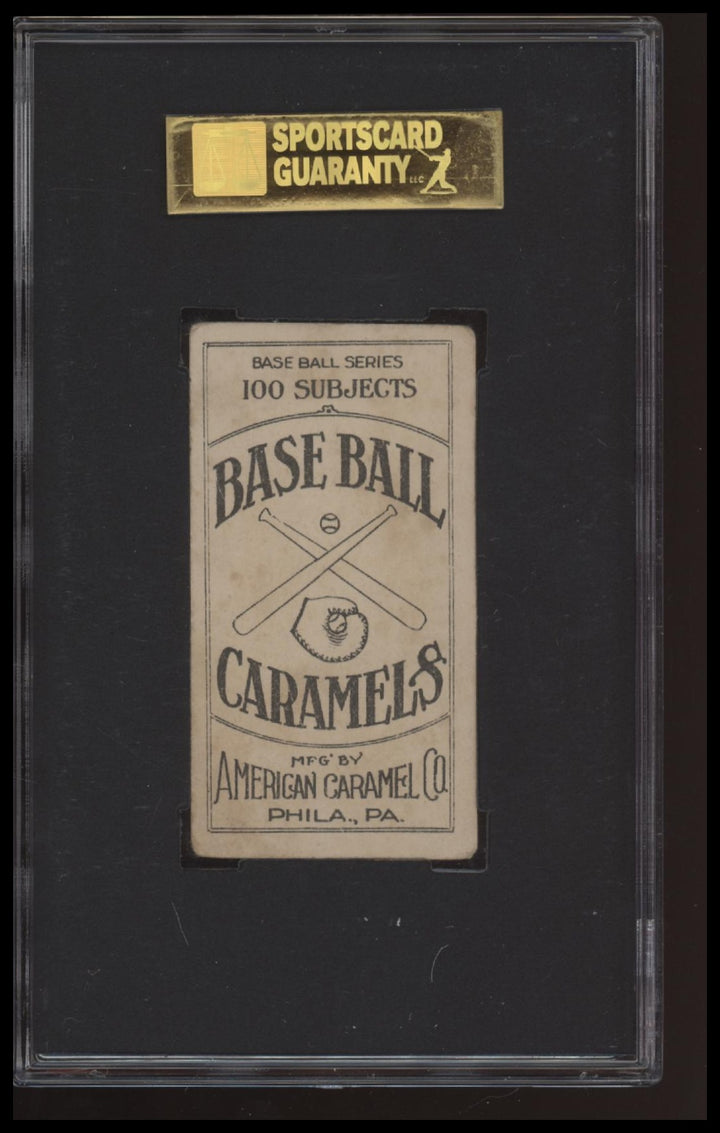 SPORTSCARD
GUARANTY LLC
BASE BALL SERIES
100 SUBJECTS
BASE BALL
CARAMELS
MFG' BY
AMERICAN CARAMEL CO.
PHILA., PA.